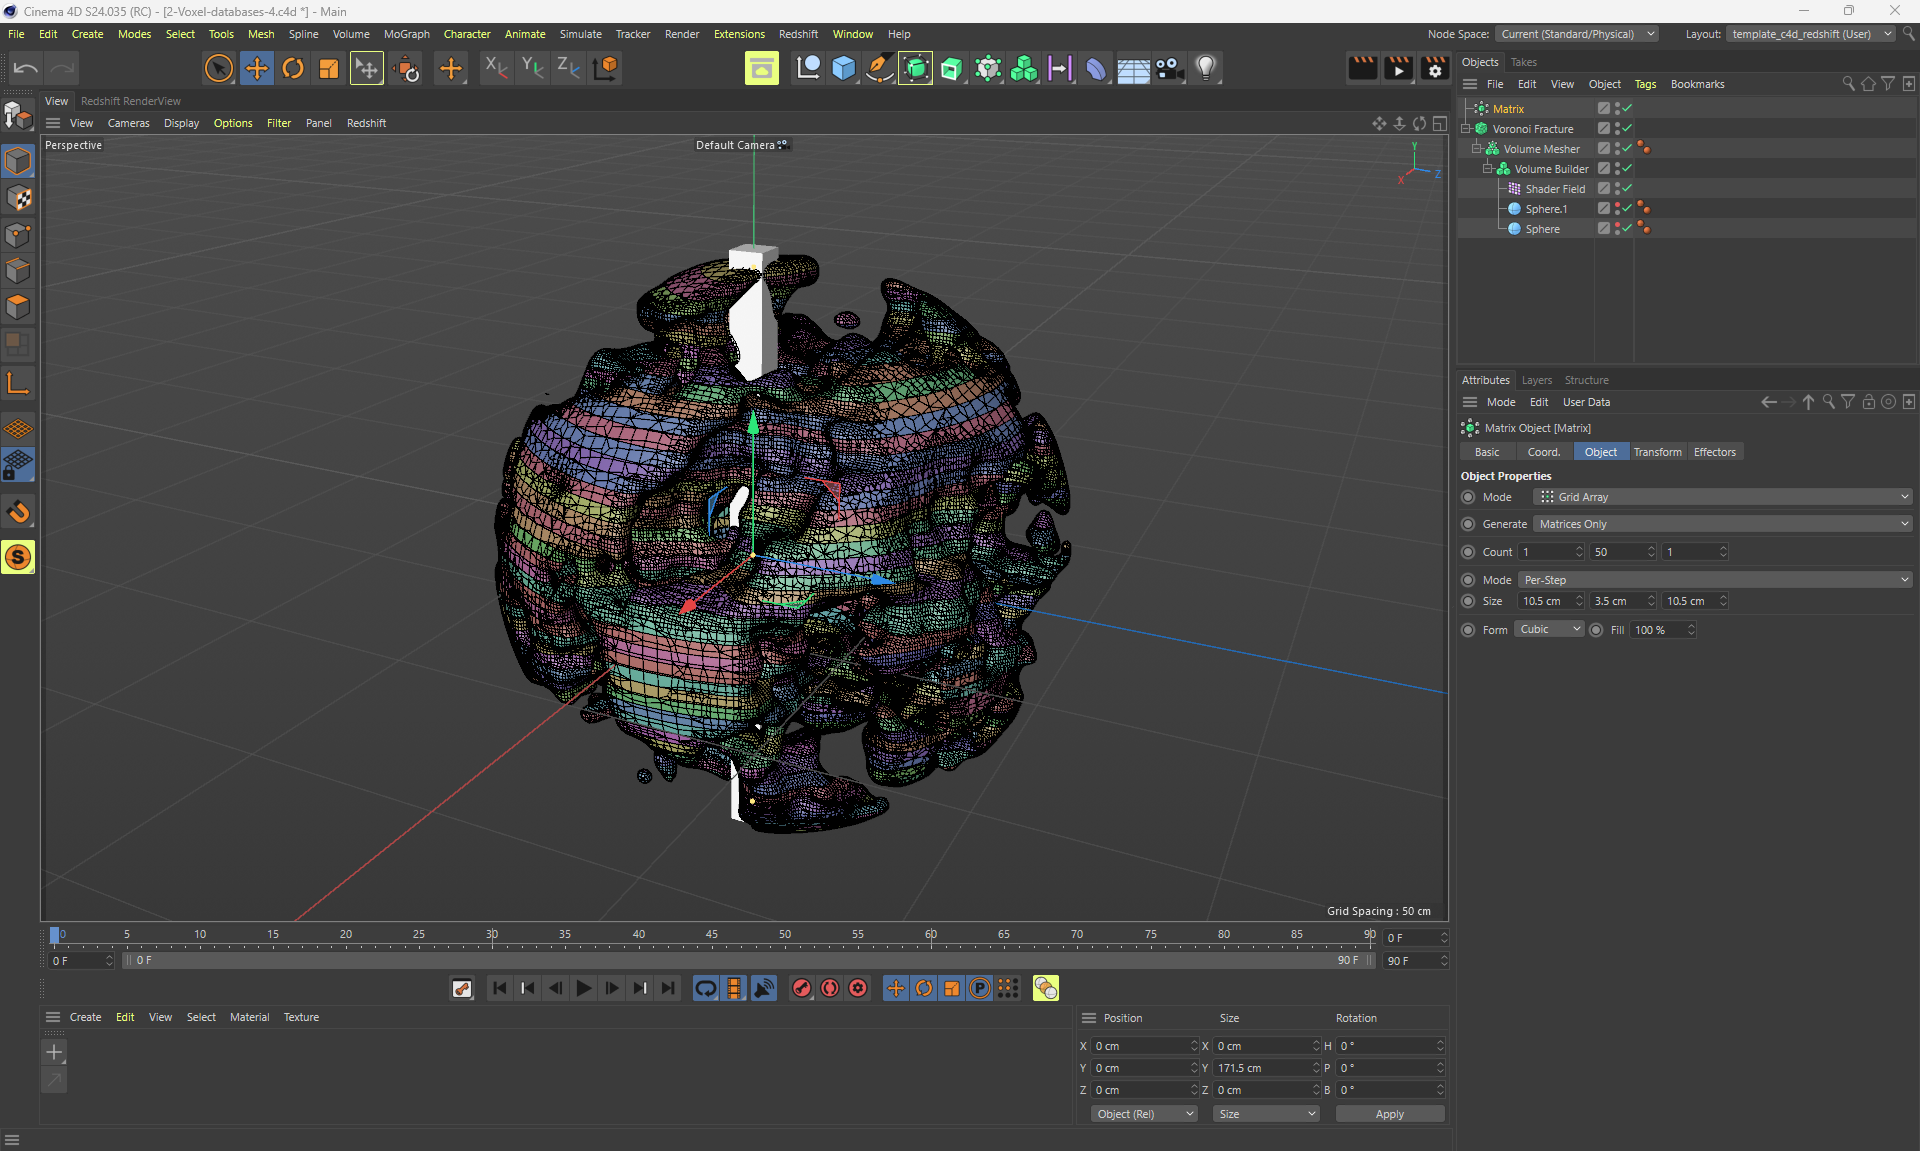 Cinema 4D S24.035 (RC) - [2-Voxel-databases-4.c4d *] - Main
File Edit Create Modes Select Tools Mesh Spline Volume MoGraph Character Animate Simulate Tracker Render Extensions Redshift Window Help
Node Space: Current (Standard/Physical) Layout: template_c4d_redshift (User)
X Y Z
Objects Takes
File Edit View Object Tags Bookmarks
View Redshift RenderView
View Cameras Display Options Filter Panel Redshift
Perspective
Default Camera
Y
X
Z
Matrix
Voronoi Fracture
Volume Mesher
Volume Builder
Shader Field
Sphere.1
Sphere
Attributes Layers Structure
Mode Edit User Data
Matrix Object [Matrix]
Basic Coord. Object Transform Effectors
Object Properties
Mode Grid Array
Generate Matrices Only
Count 1 50 1
Mode Per-Step
Size 10.5 cm 3.5 cm 10.5 cm
Form Cubic Fill 100 %
S
Grid Spacing : 50 cm
0 5 10 15 20 25 30 35 40 45 50 55 60 65 70 75 80 85 90 0 F
0 F 0 F 90 F 90 F
P
Create Edit View Select Material Texture
Position Size Rotation
X 0 cm X 0 cm H 0 °
Y 0 cm Y 171.5 cm P 0 °
Z 0 cm Z 0 cm B 0 °
Object (Rel) Size Apply